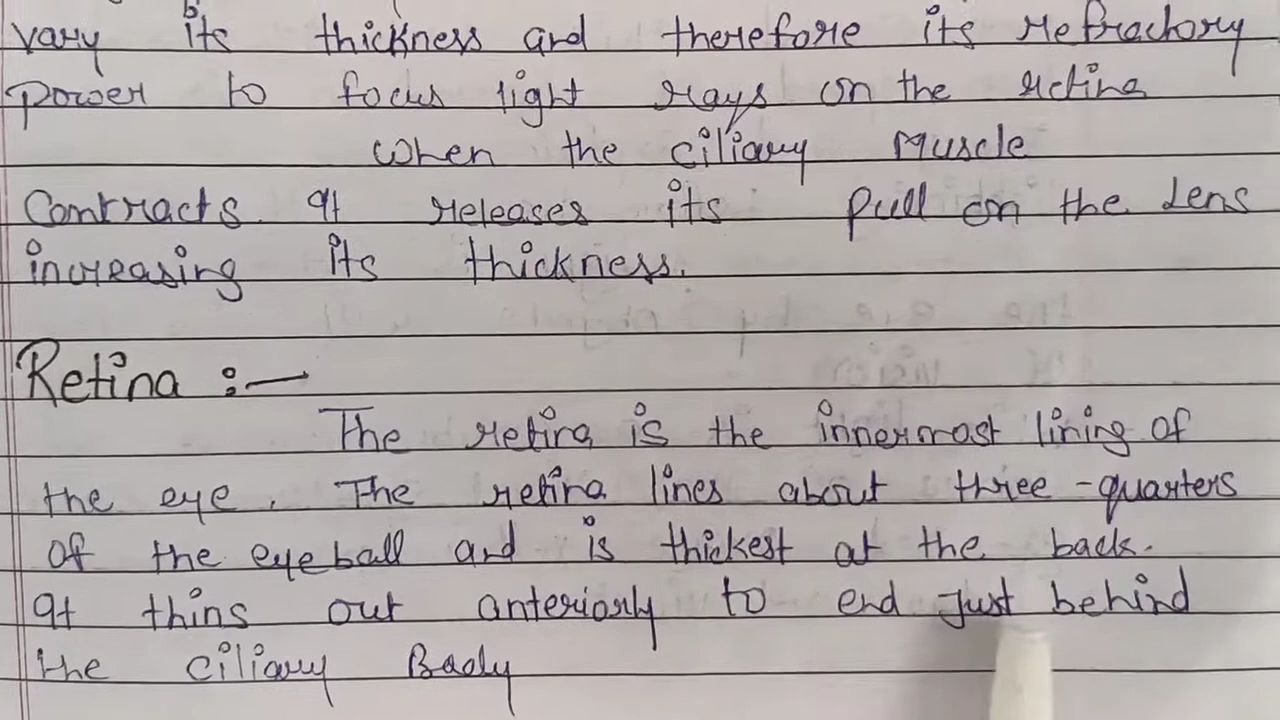 vary its thickness and therefore its refractory
power to focus light rays on the retina
when the ciliary Muscle
Contracts. It releases its pull on the Lens
increasing its thickness.
Retina :—
The retina is the innermost lining of
the eye. The retina lines about three-quarters
of the eyeball and is thickest at the back.
It thins out anteriorly to end Just behind
the ciliary Body